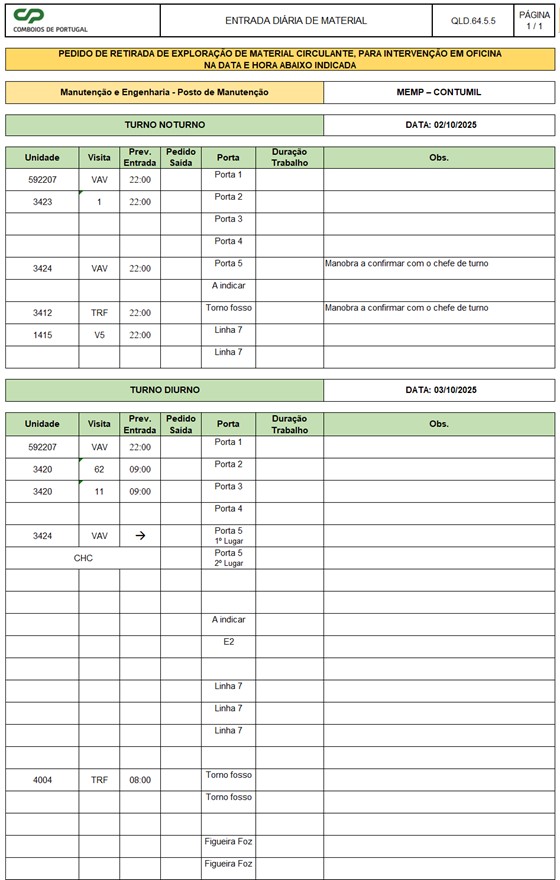 CP
COMBOIOS DE PORTUGAL
ENTRADA DIÁRIA DE MATERIAL
QLD.64.5.5
PÁGINA
1 / 1
PEDIDO DE RETIRADA DE EXPLORAÇÃO DE MATERIAL CIRCULANTE, PARA INTERVENÇÃO EM OFICINA
NA DATA E HORA ABAIXO INDICADA
Manutenção e Engenharia - Posto de Manutenção
MEMP – CONTUMIL
TURNO NOTURNO
DATA: 02/10/2025
Unidade Visita Prev. Entrada Pedido Saída Porta Duração Trabalho Obs.
592207 VAV 22:00 Porta 1
3423 1 22:00 Porta 2
Porta 3
Porta 4
3424 VAV 22:00 Porta 5 Manobra a confirmar com o chefe de turno
A indicar
3412 TRF 22:00 Torno fosso Manobra a confirmar com o chefe de turno
1415 V5 22:00 Linha 7
Linha 7
TURNO DIURNO
DATA: 03/10/2025
Unidade Visita Prev. Entrada Pedido Saída Porta Duração Trabalho Obs.
592207 VAV 22:00 Porta 1
3420 62 09:00 Porta 2
3420 11 09:00 Porta 3
Porta 4
3424 VAV → Porta 5
1º Lugar
CHC Porta 5
2º Lugar
A indicar
E2
Linha 7
Linha 7
Linha 7
4004 TRF 08:00 Torno fosso
Torno fosso
Figueira Foz
Figueira Foz